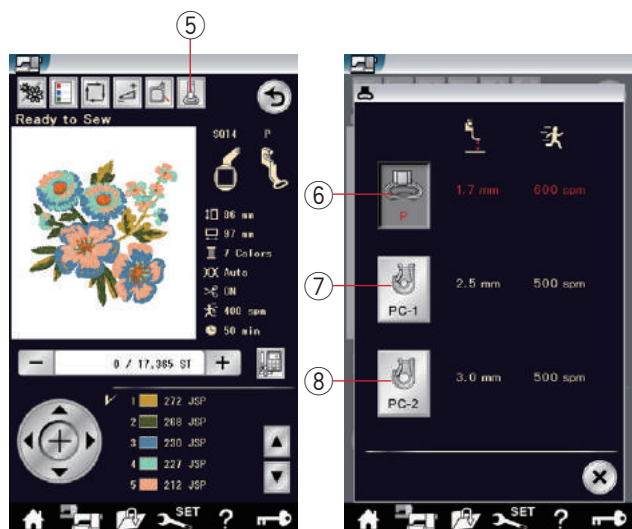 ⑤
Ready to Sew
SQ14 P
96 mm
97 mm
7 Colors
Auto
ON
400 spm
50 min
− 0 / 17,365 ST +
1 272 JSP
2 268 JSP
3 230 JSP
4 227 JSP
5 212 JSP
SET ?
⑥ P 1.7 mm 600 spm
⑦ PC-1 2.5 mm 500 spm
⑧ PC-2 3.0 mm 500 spm
SET ?